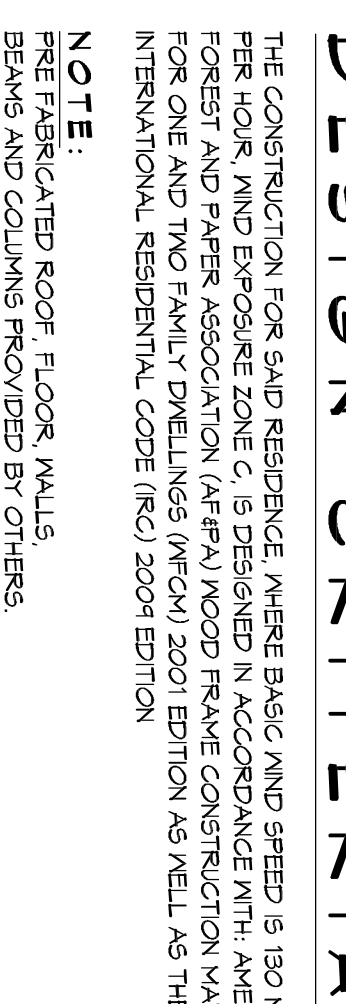 THE CONSTRUCTION FOR SAID RESIDENCE, WHERE BASIC WIND SPEED IS 130
PER HOUR, WIND EXPOSURE ZONE C, IS DESIGNED IN ACCORDANCE WITH: AME
FOREST AND PAPER ASSOCIATION (AF&PA) WOOD FRAME CONSTRUCTION MA
FOR ONE AND TWO FAMILY DWELLINGS (WFCM) 2001 EDITION AS WELL AS THE
INTERNATIONAL RESIDENTIAL CODE (IRC) 2009 EDITION
NOTE:
PRE FABRICATED ROOF, FLOOR, WALLS,
BEAMS AND COLUMNS PROVIDED BY OTHERS.